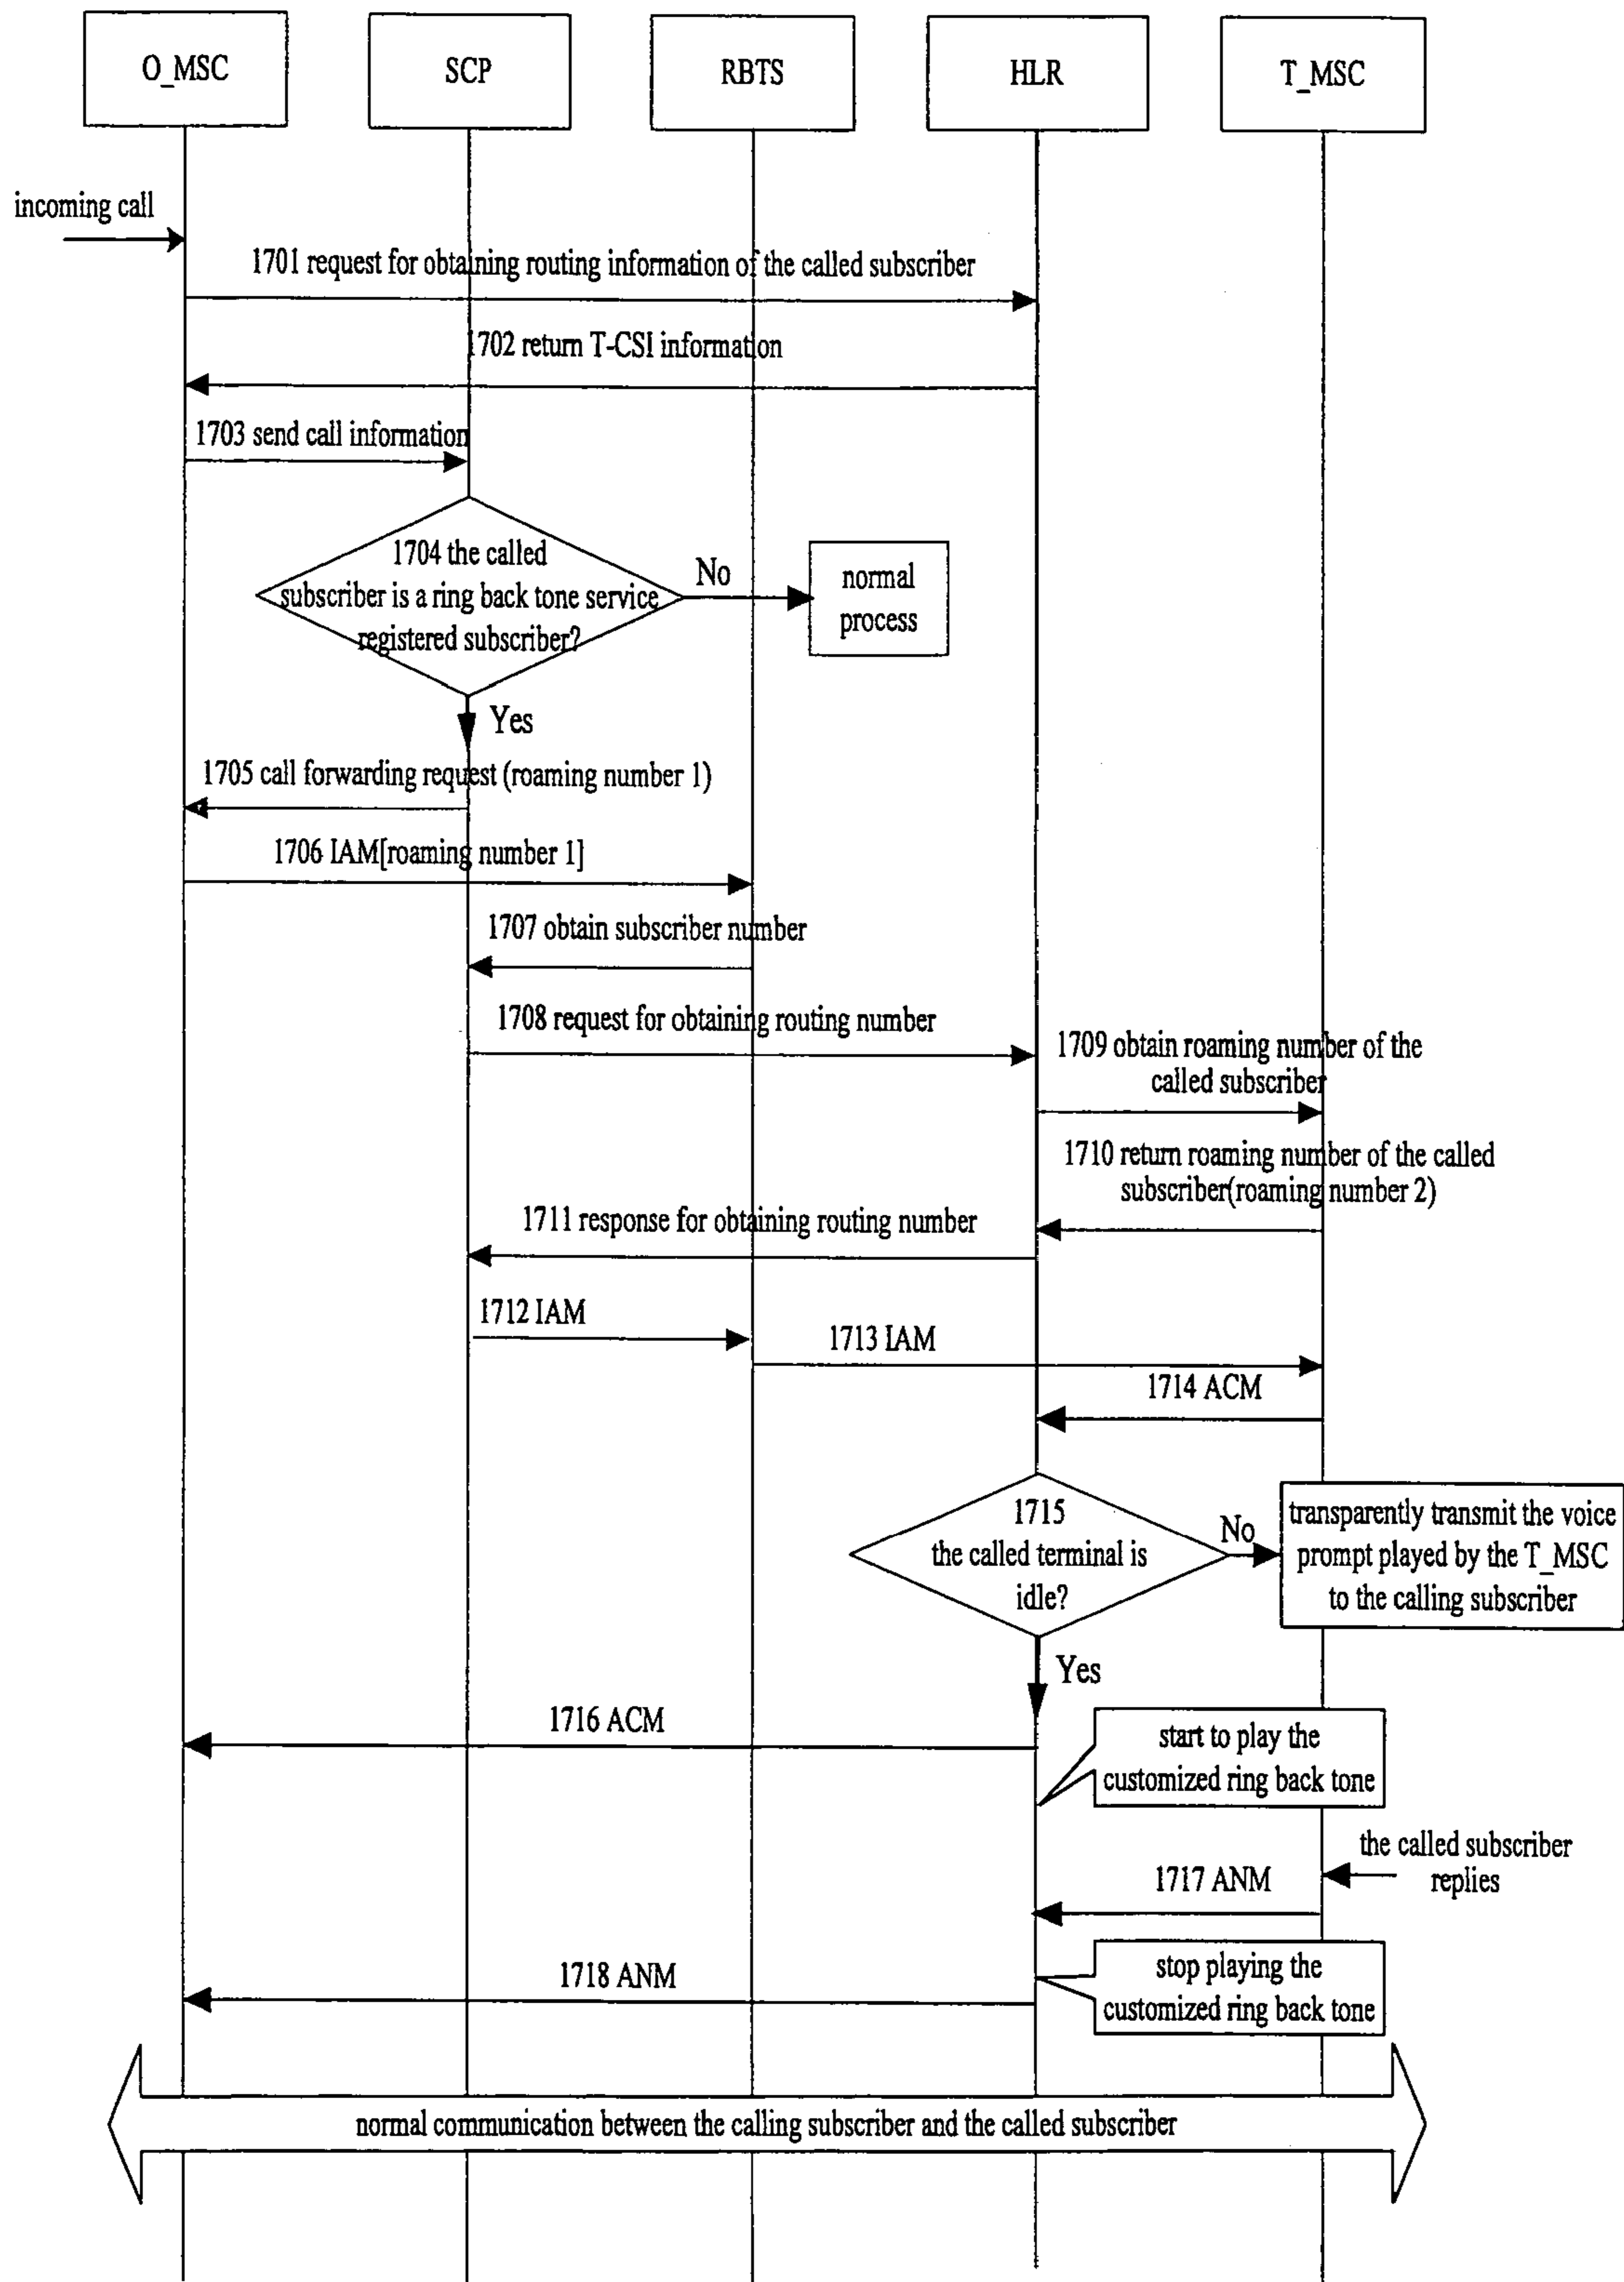 O_MSC
SCP
RBTS
HLR
T_MSC
incoming call
1701 request for obtaining routing information of the called subscriber
1702 return T-CSI information
1703 send call information
1704 the called
subscriber is a ring back tone service
registered subscriber?
No
normal
process
Yes
1705 call forwarding request (roaming number 1)
1706 IAM[roaming number 1]
1707 obtain subscriber number
1708 request for obtaining routing number
1709 obtain roaming number of the
called subscriber
1710 return roaming number of the called
subscriber(roaming number 2)
1711 response for obtaining routing number
1712 IAM
1713 IAM
1714 ACM
1715
the called terminal is
idle?
No
transparently transmit the voice
prompt played by the T_MSC
to the calling subscriber
Yes
1716 ACM
start to play the
customized ring back tone
the called subscriber
replies
1717 ANM
1718 ANM
stop playing the
customized ring back tone
normal communication between the calling subscriber and the called subscriber